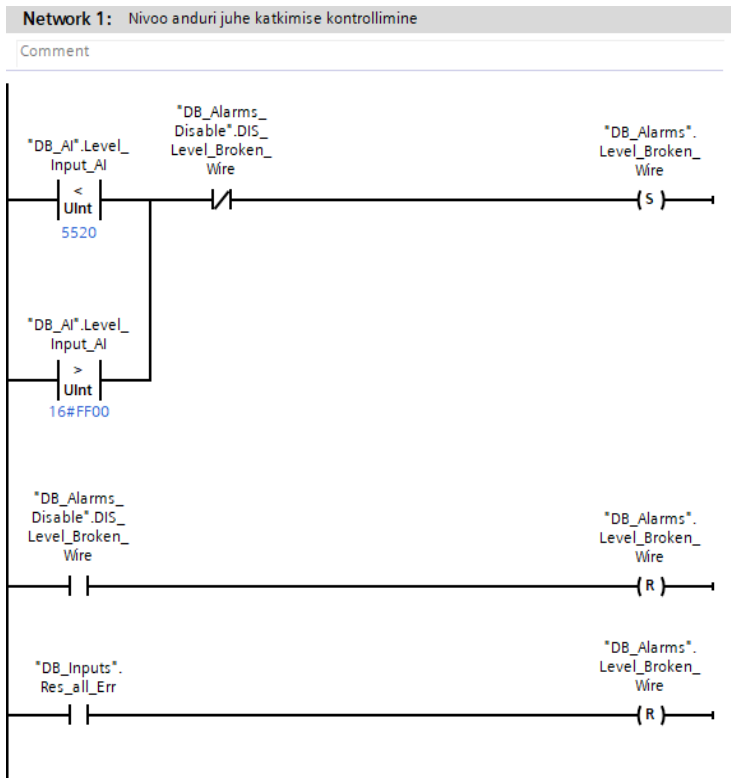 Network 1: Nivoo anduri juhe katkimise kontrollimine
Comment
"DB_Alarms_
Disable".DIS_
Level_Broken_
Wire
"DB_AI".Level_
Input_AI
"DB_Alarms".
Level_Broken_
Wire
<
UInt
5520
S
"DB_AI".Level_
Input_AI
>
UInt
16#FF00
"DB_Alarms_
Disable".DIS_
Level_Broken_
Wire
"DB_Alarms".
Level_Broken_
Wire
R
"DB_Inputs".
Res_all_Err
"DB_Alarms".
Level_Broken_
Wire
R